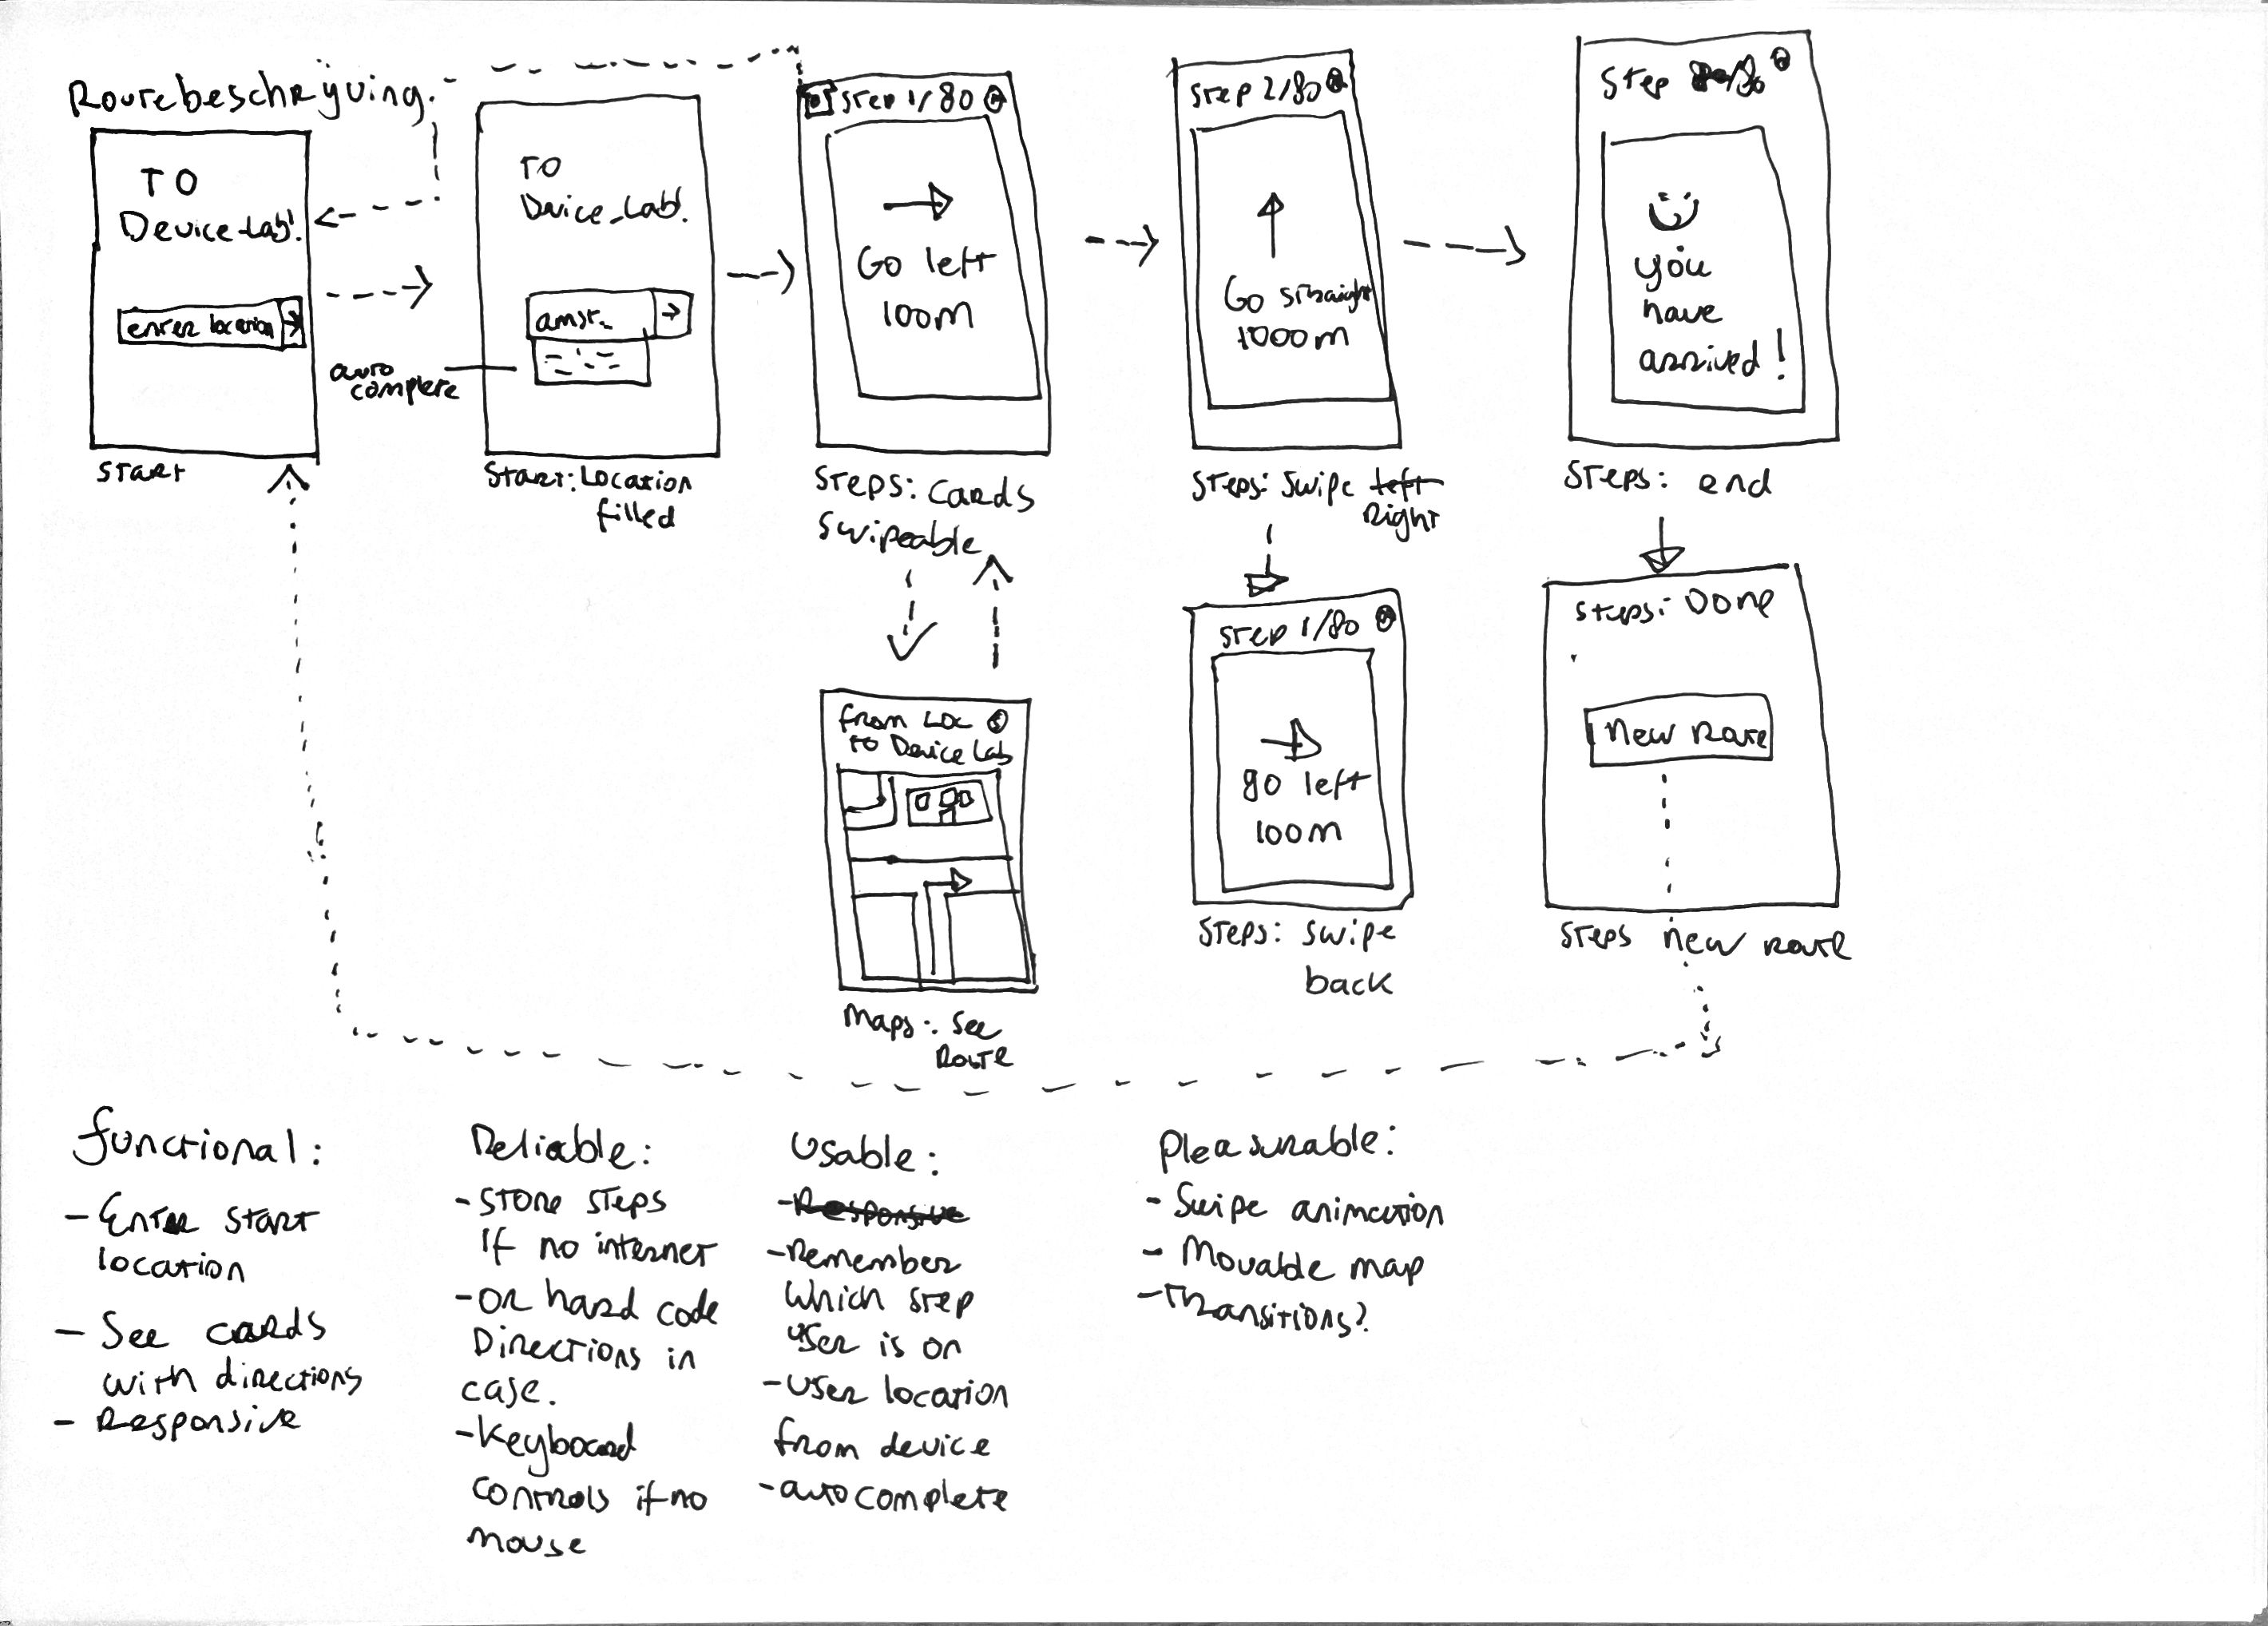 Routebeschrijving.
TO
Device Lab!
enter location
start
auto
complete
TO
Device Lab!
amst.
Start: Location
filled
step 1/80
Go left
100m
Steps: Cards
Swipeable
from Loc
to Device Lab
Maps: See
Route
step 2/80
Go straight
1000m
Steps: Swipe left
Right
step 1/80
go left
100m
Steps: swipe
back
step 80/80
you
have
arrived!
Steps: end
steps: Done
New Route
Steps new route
functional:
- Enter start
location
- See cards
with directions
- Responsive
Reliable:
- Store steps
If no internet
- Or hard code
Directions in
case.
- Keyboard
controls if no
mouse
Usable:
- Responsive
- Remember
which step
user is on
- User location
from device
- autocomplete
Pleasurable:
- Swipe animation
- Movable map
- Transitions?